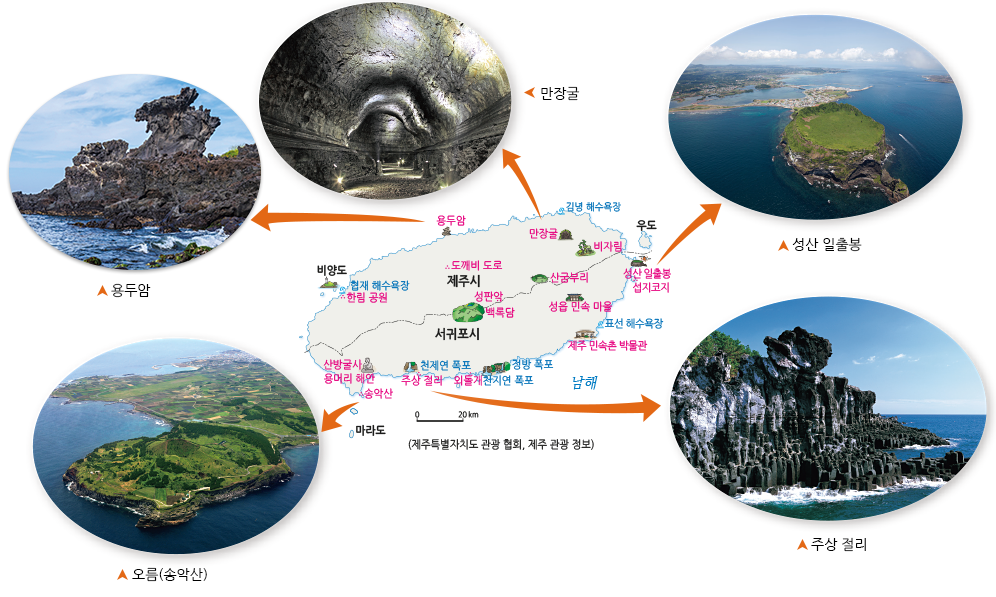 만장굴
성산 일출봉
용두암
김녕 해수욕장
용두암
만장굴
우도
비자림
도깨비 도로
비양도
제주시
산굼부리
성산 일출봉
섭지코지
협재 해수욕장
한림 공원
성판악
성읍 민속 마을
백록담
표선 해수욕장
서귀포시
제주 민속촌 박물관
산방굴사
천제연 폭포
정방 폭포
용머리 해안
주상 절리
외돌개
천지연 폭포
남해
송악산
0 20 km
마라도
(제주특별자치도 관광 협회, 제주 관광 정보)
주상 절리
오름(송악산)